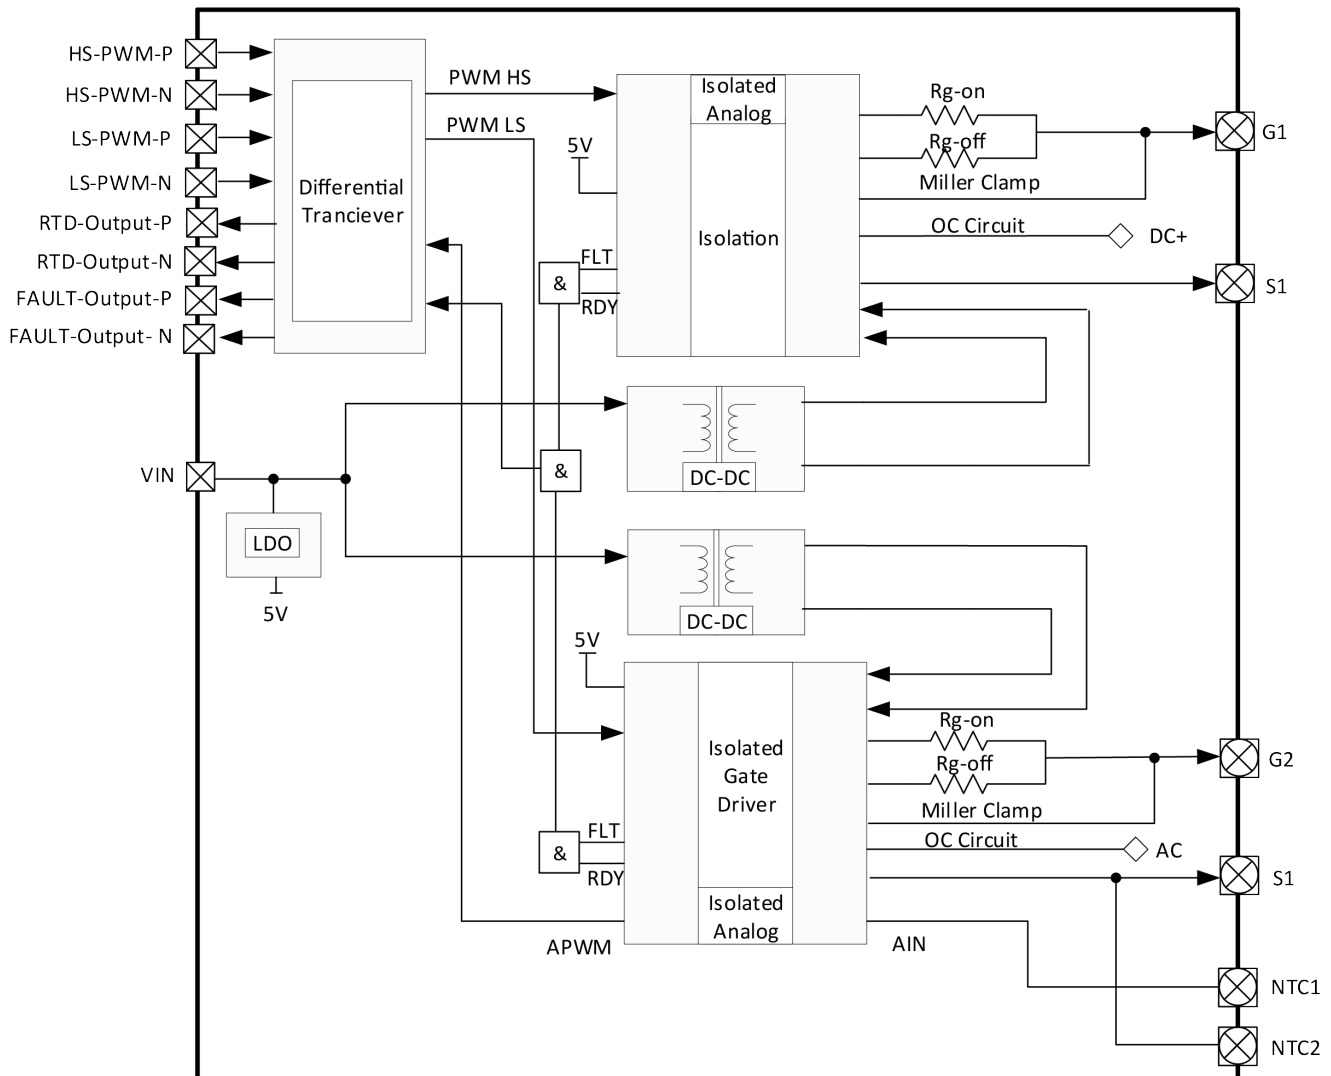 HS-PWM-P
HS-PWM-N
LS-PWM-P
LS-PWM-N
RTD-Output-P
RTD-Output-N
FAULT-Output-P
FAULT-Output- N
Differential
Tranciever
PWM HS
PWM LS
5V
Isolated
Analog
Isolation
FLT
RDY
&
Rg-on
Rg-off
Miller Clamp
OC Circuit
DC+
G1
S1
VIN
LDO
5V
&
DC-DC
DC-DC
5V
Isolated
Gate
Driver
Isolated
Analog
FLT
RDY
&
APWM
AIN
Rg-on
Rg-off
Miller Clamp
OC Circuit
AC
G2
S1
NTC1
NTC2